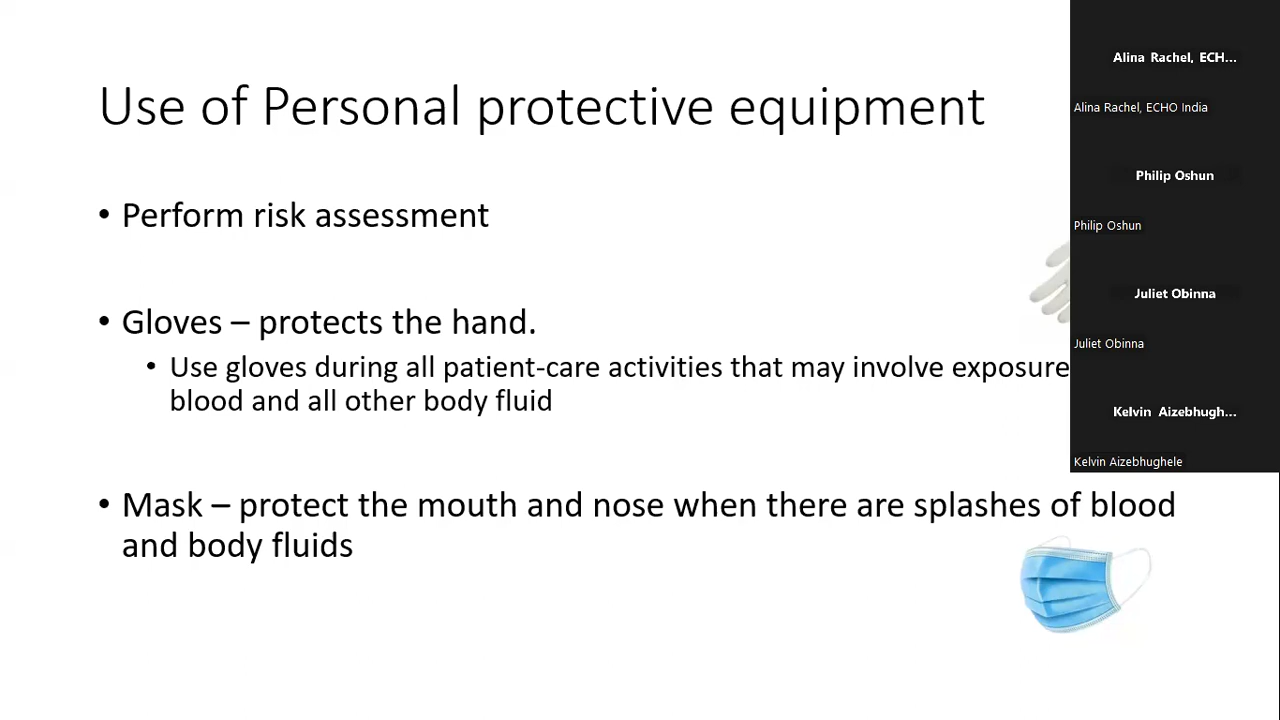 Use of Personal protective equipment
• Perform risk assessment
• Gloves – protects the hand.
• Use gloves during all patient-care activities that may involve exposure
blood and all other body fluid
• Mask – protect the mouth and nose when there are splashes of blood
and body fluids
Alina Rachel, ECH...
Alina Rachel, ECHO India
Philip Oshun
Philip Oshun
Juliet Obinna
Juliet Obinna
Kelvin Aizebhugh...
Kelvin Aizebhughele